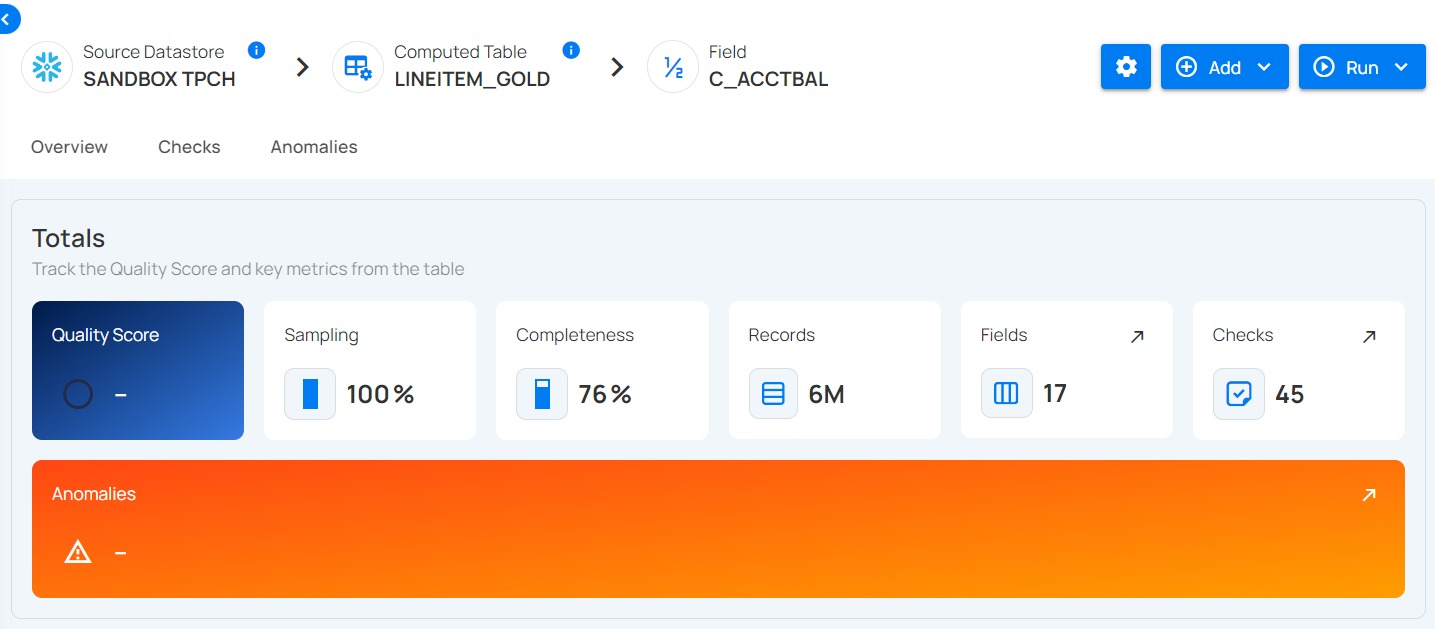 Source Datastore
SANDBOX TPCH
Computed Table
LINEITEM_GOLD
Field
C_ACCTBAL
Add
Run
Overview
Checks
Anomalies
Totals
Track the Quality Score and key metrics from the table
Quality Score
–
Sampling
100%
Completeness
76%
Records
6M
Fields
17
Checks
45
Anomalies
–